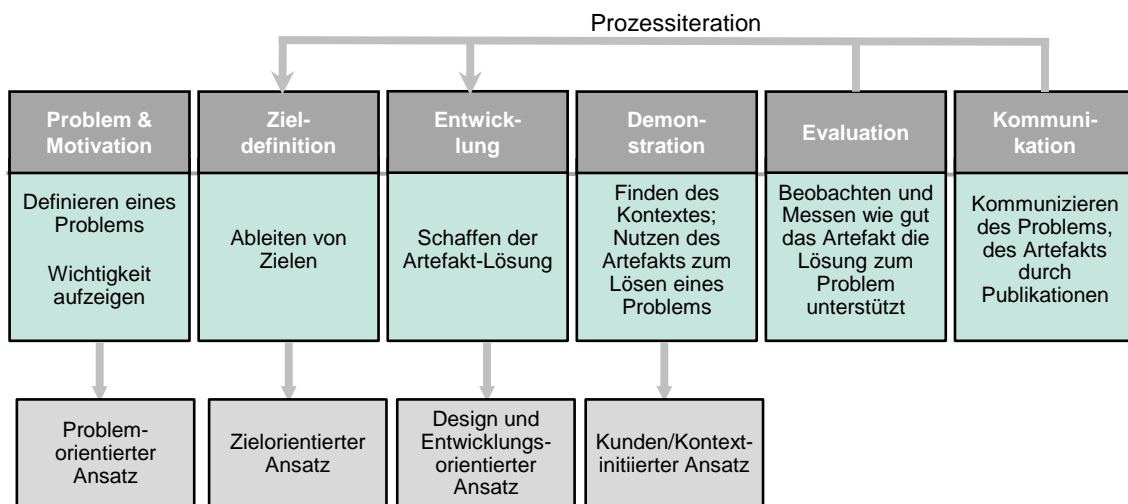 Prozessiteration
Problem &
Motivation
Ziel-
definition
Entwick-
lung
Demon-
stration
Evaluation
Kommuni-
kation
Definieren eines
Problems
Wichtigkeit
aufzeigen
Ableiten von
Zielen
Schaffen der
Artefakt-Lösung
Finden des
Kontextes;
Nutzen des
Artefakts zum
Lösen eines
Problems
Beobachten und
Messen wie gut
das Artefakt die
Lösung zum
Problem
unterstützt
Kommunizieren
des Problems,
des Artefakts
durch
Publikationen
Problem-
orientierter
Ansatz
Zielorientierter
Ansatz
Design und
Entwicklungs-
orientierter
Ansatz
Kunden/Kontext-
initiierter Ansatz